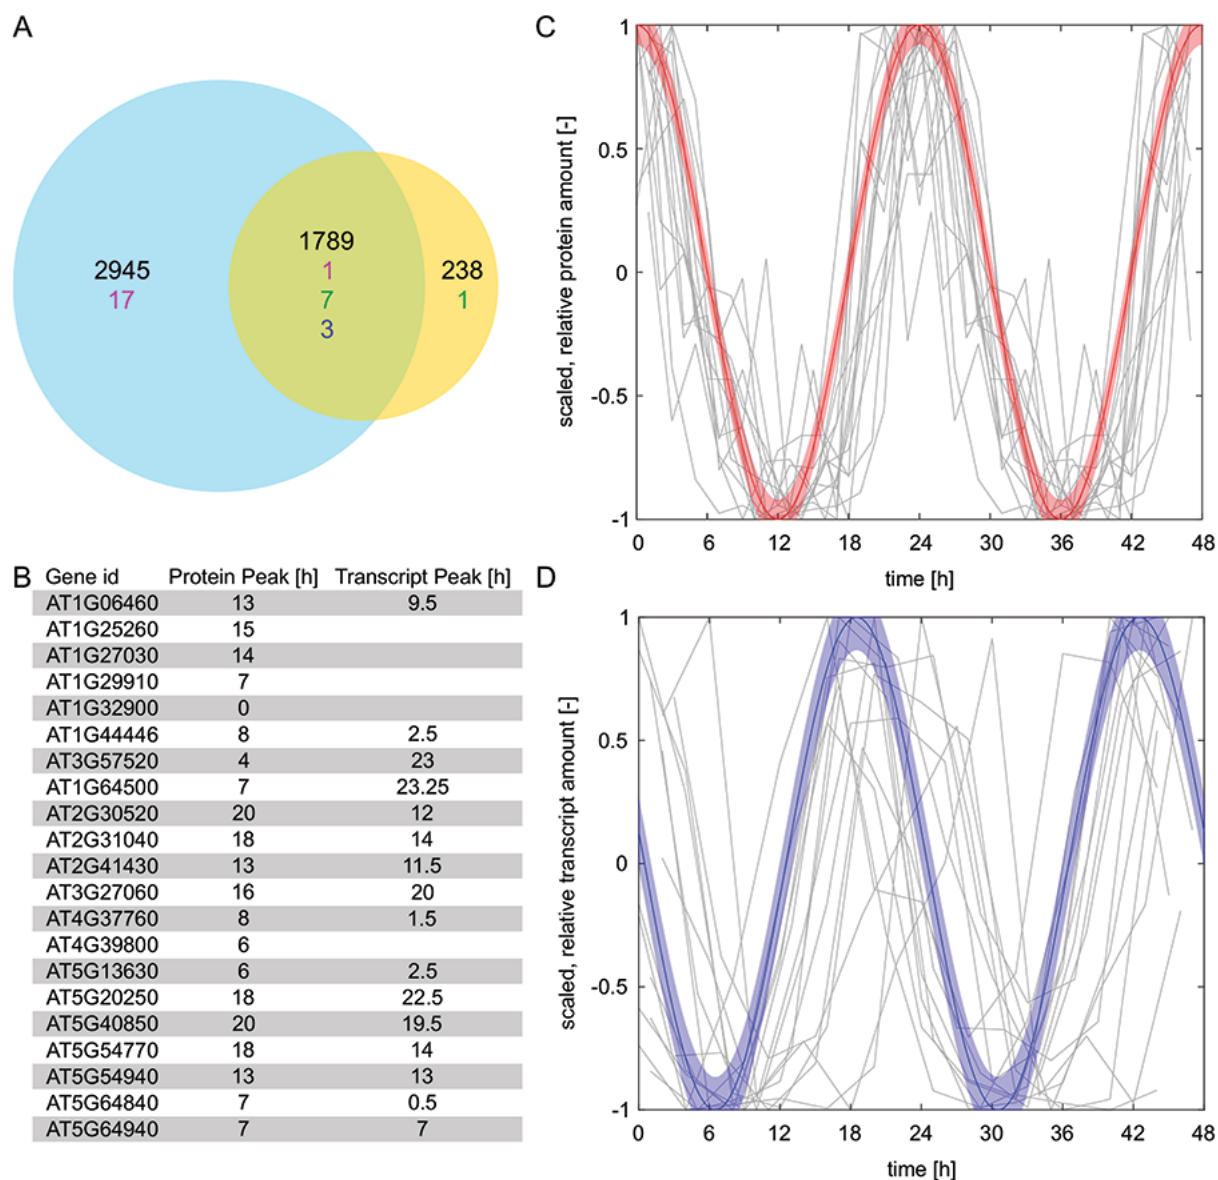 A
2945
17
1789
1
7
3
238
1
B Gene id Protein Peak [h] Transcript Peak [h]
AT1G06460 13 9.5
AT1G25260 15
AT1G27030 14
AT1G29910 7
AT1G32900 0
AT1G44446 8 2.5
AT3G57520 4 23
AT1G64500 7 23.25
AT2G30520 20 12
AT2G31040 18 14
AT2G41430 13 11.5
AT3G27060 16 20
AT4G37760 8 1.5
AT4G39800 6
AT5G13630 6 2.5
AT5G20250 18 22.5
AT5G40850 20 19.5
AT5G54770 18 14
AT5G54940 13 13
AT5G64840 7 0.5
AT5G64940 7 7
C
scaled, relative protein amount [-]
1
0.5
0
-0.5
-1
0 6 12 18 24 30 36 42 48
time [h]
D
scaled, relative transcript amount [-]
1
0.5
0
-0.5
-1
0 6 12 18 24 30 36 42 48
time [h]